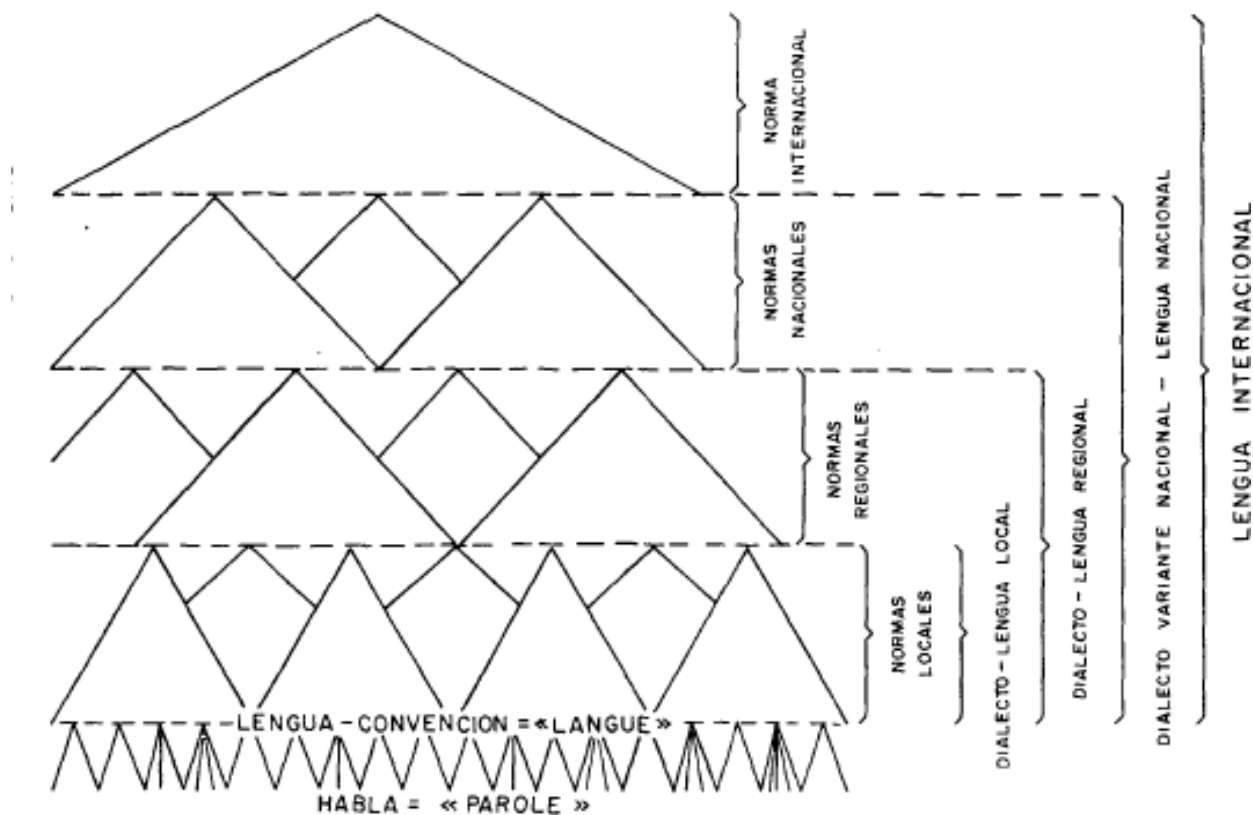 NORMA
INTERNACIONAL
NORMAS
NACIONALES
NORMAS
REGIONALES
NORMAS
LOCALES
DIALECTO-LENGUA LOCAL
DIALECTO-LENGUA REGIONAL
DIALECTO VARIANTE NACIONAL - LENGUA NACIONAL
LENGUA INTERNACIONAL
LENGUA-CONVENCION=«LANGUE»
HABLA = «PAROLE»